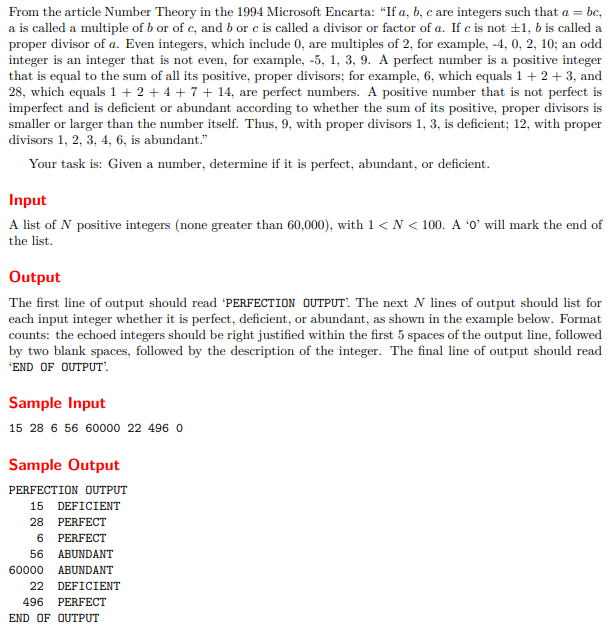 From the article Number Theory in the 1994 Microsoft Encarta: “If a, b, c are integers such that a = bc,
a is called a multiple of b or of c, and b or c is called a divisor or factor of a. If c is not ±1, b is called a
proper divisor of a. Even integers, which include 0, are multiples of 2, for example, -4, 0, 2, 10; an odd
integer is an integer that is not even, for example, -5, 1, 3, 9. A perfect number is a positive integer
that is equal to the sum of all its positive, proper divisors; for example, 6, which equals 1 + 2 + 3, and
28, which equals 1 + 2 + 4 + 7 + 14, are perfect numbers. A positive number that is not perfect is
imperfect and is deficient or abundant according to whether the sum of its positive, proper divisors is
smaller or larger than the number itself. Thus, 9, with proper divisors 1, 3, is deficient; 12, with proper
divisors 1, 2, 3, 4, 6, is abundant.”
Your task is: Given a number, determine if it is perfect, abundant, or deficient.
Input
A list of N positive integers (none greater than 60,000), with 1 < N < 100. A ‘0’ will mark the end of
the list.
Output
The first line of output should read ‘PERFECTION OUTPUT’. The next N lines of output should list for
each input integer whether it is perfect, deficient, or abundant, as shown in the example below. Format
counts: the echoed integers should be right justified within the first 5 spaces of the output line, followed
by two blank spaces, followed by the description of the integer. The final line of output should read
‘END OF OUTPUT’.
Sample Input
15 28 6 56 60000 22 496 0
Sample Output
PERFECTION OUTPUT
   15  DEFICIENT
   28  PERFECT
    6  PERFECT
   56  ABUNDANT
60000  ABUNDANT
   22  DEFICIENT
  496  PERFECT
END OF OUTPUT